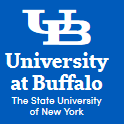 UB
University
at Buffalo
The State University
of New York